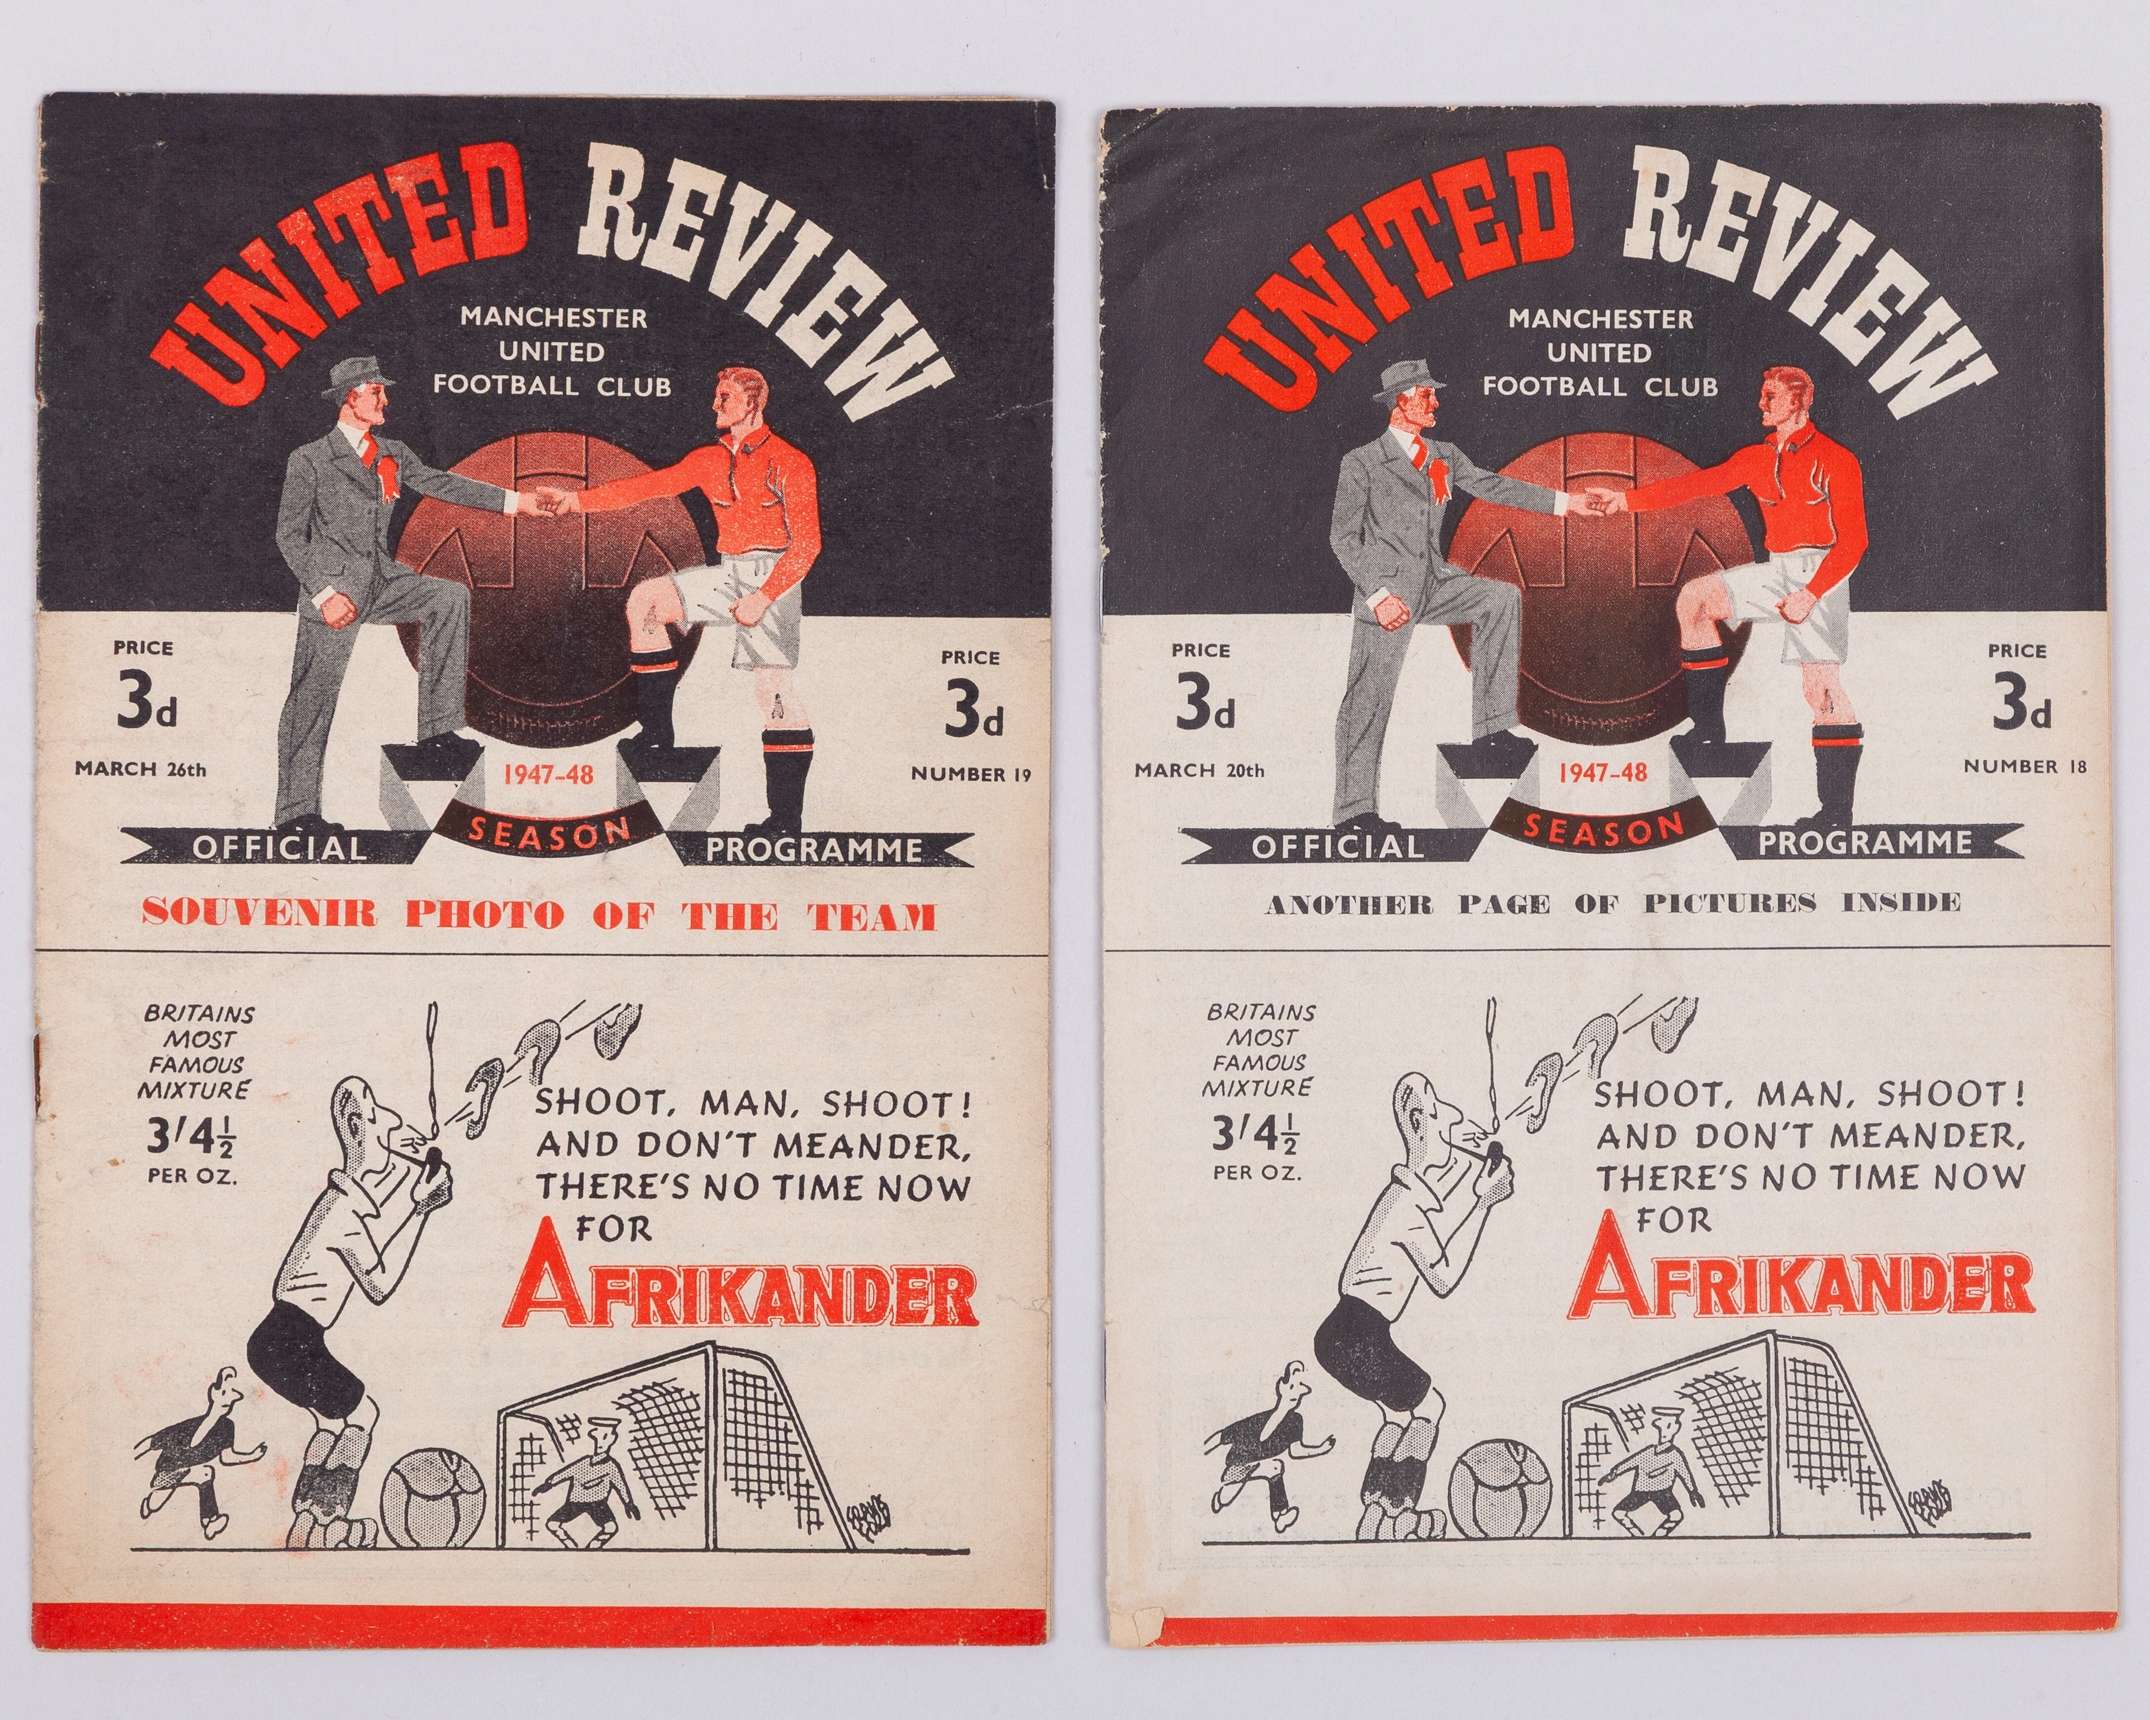 UNITED REVIEW
MANCHESTER
UNITED
FOOTBALL CLUB
PRICE
3d
MARCH 26th
PRICE
3d
NUMBER 19
1947-48
SEASON
OFFICIAL
PROGRAMME
SOUVENIR PHOTO OF THE TEAM
BRITAINS
MOST
FAMOUS
MIXTURE
3/4½
PER OZ.
SHOOT, MAN, SHOOT!
AND DON'T MEANDER,
THERE'S NO TIME NOW
FOR
AFRIKANDER
UNITED REVIEW
MANCHESTER
UNITED
FOOTBALL CLUB
PRICE
3d
MARCH 20th
PRICE
3d
NUMBER 18
1947-48
SEASON
OFFICIAL
PROGRAMME
ANOTHER PAGE OF PICTURES INSIDE
BRITAINS
MOST
FAMOUS
MIXTURE
3/4½
PER OZ.
SHOOT, MAN, SHOOT!
AND DON'T MEANDER,
THERE'S NO TIME NOW
FOR
AFRIKANDER